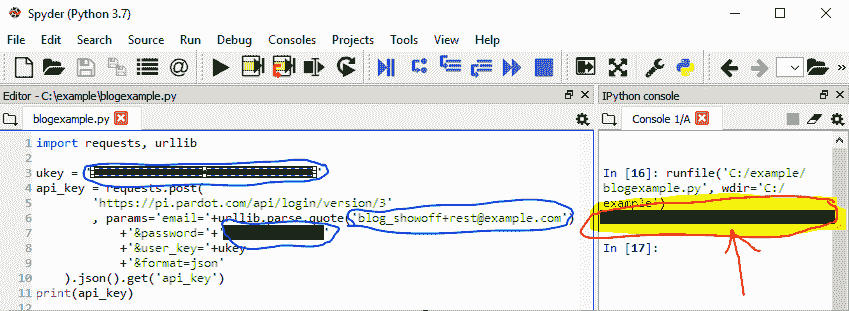 Spyder (Python 3.7)
File Edit Search Source Run Debug Consoles Projects Tools View Help
Editor - C:\example\blogexample.py
blogexample.py
1 import requests, urllib
2
3 ukey = '
4 api_key = requests.post(
5 'https://pi.pardot.com/api/login/version/3'
6 , params='email='+urllib.parse.quote('blog_showoff+rest@example.com')
7 +'&password='+'
8 +'&user_key='+ukey
9 +'&format=json'
10 ).json().get('api_key')
11 print(api_key)
12
IPython console
Console 1/A
In [16]: runfile('C:/example/
blogexample.py', wdir='C:/
example')
In [17]: